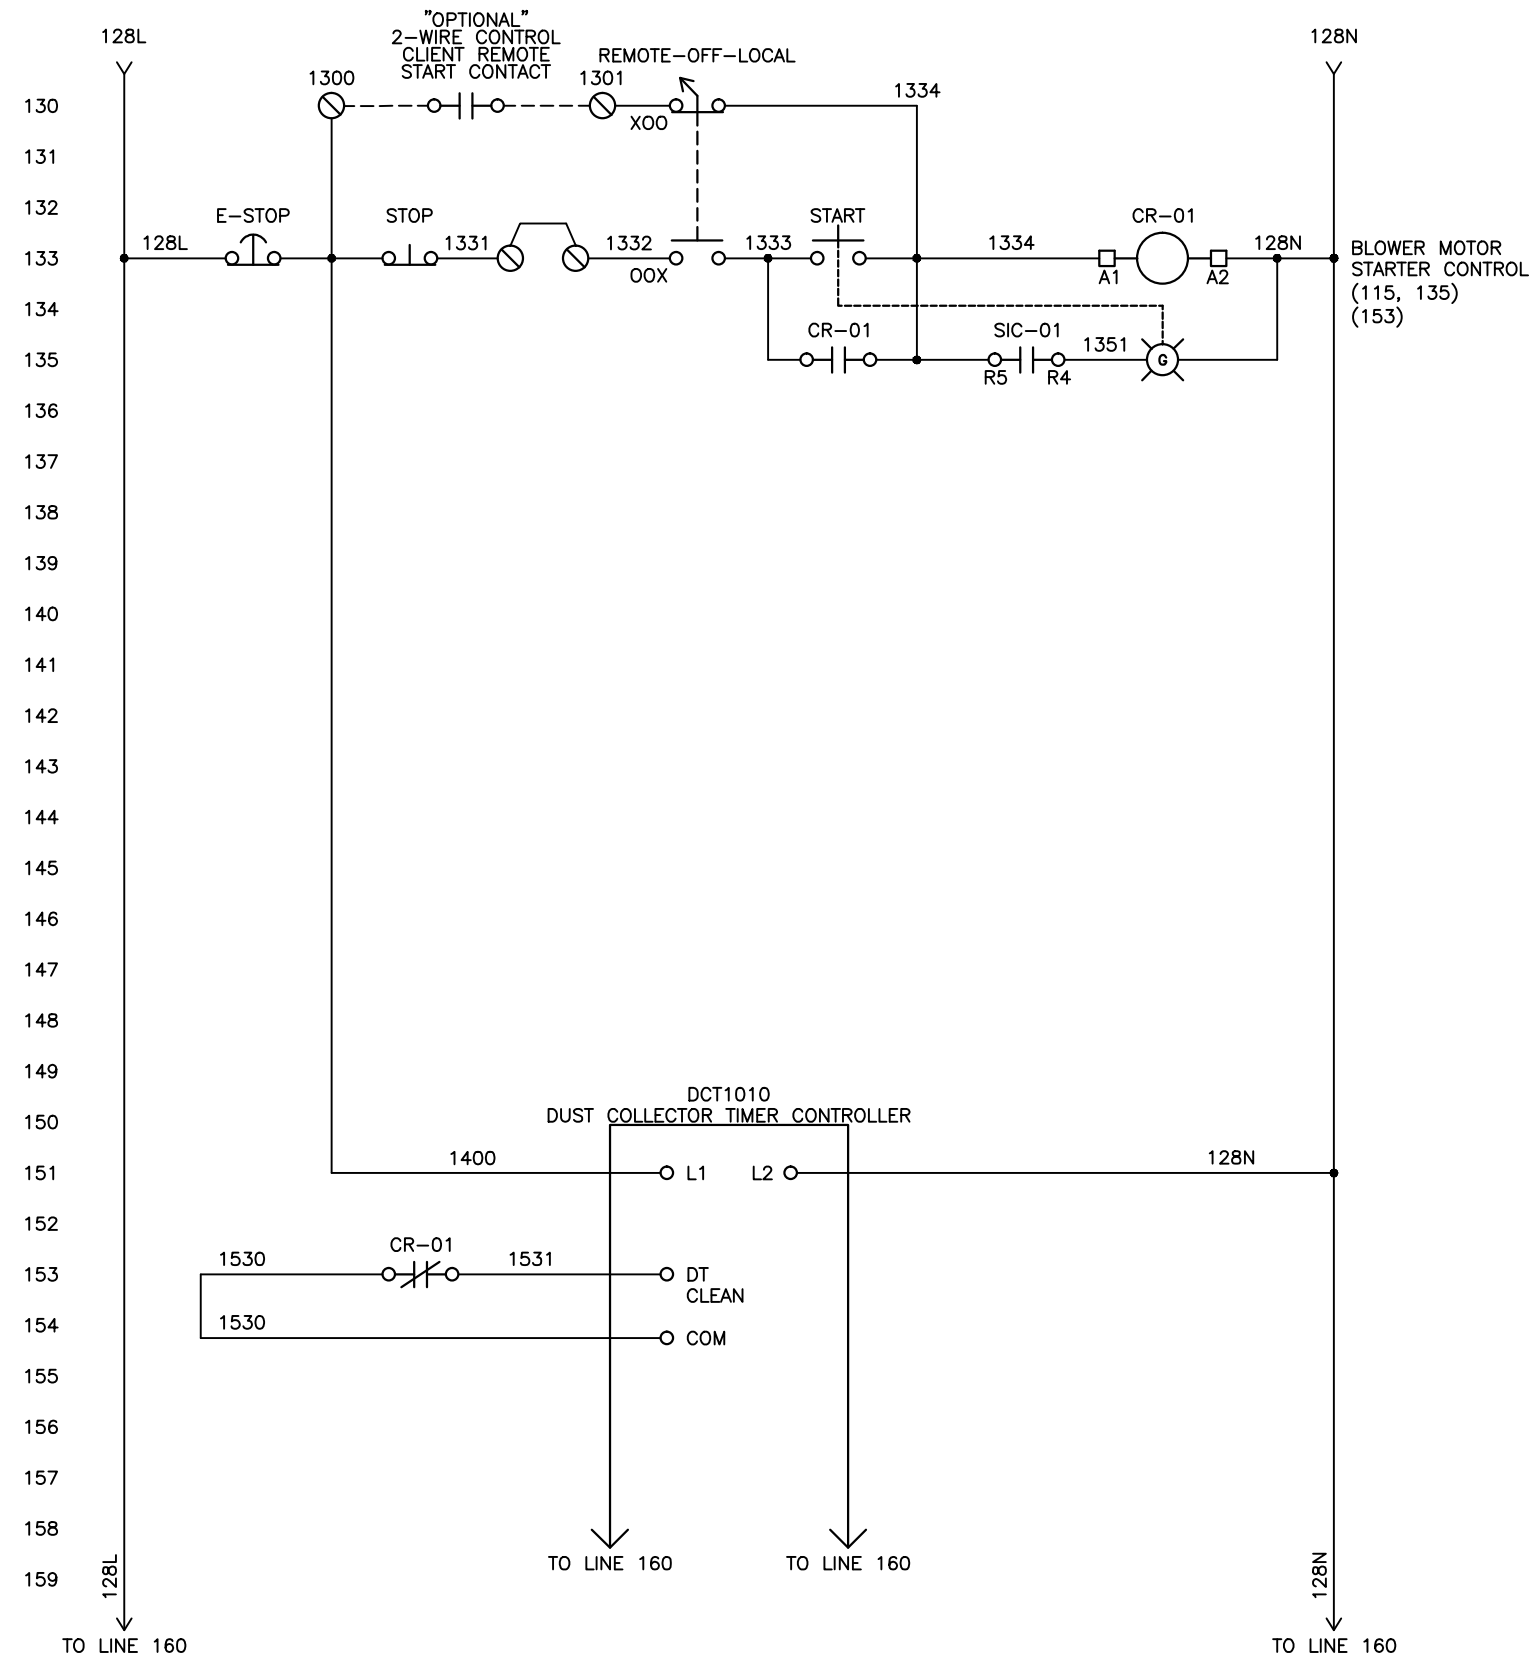 "OPTIONAL"
2-WIRE CONTROL
CLIENT REMOTE
START CONTACT
128L
128N
REMOTE-OFF-LOCAL
1300
1301
1334
130
XOO
131
132
E-STOP
STOP
START
CR-01
128L
1331
1332
1333
1334
128N
133
OOX
A1
A2
BLOWER MOTOR
STARTER CONTROL
(115, 135)
(153)
134
CR-01
SIC-01
1351
135
R5
R4
G
136
137
138
139
140
141
142
143
144
145
146
147
148
149
DCT1010
150
DUST COLLECTOR TIMER CONTROLLER
1400
128N
151
L1
L2
152
CR-01
1530
1531
153
DT
CLEAN
154
1530
COM
155
156
157
158
TO LINE 160
TO LINE 160
159
128L
128N
TO LINE 160
TO LINE 160